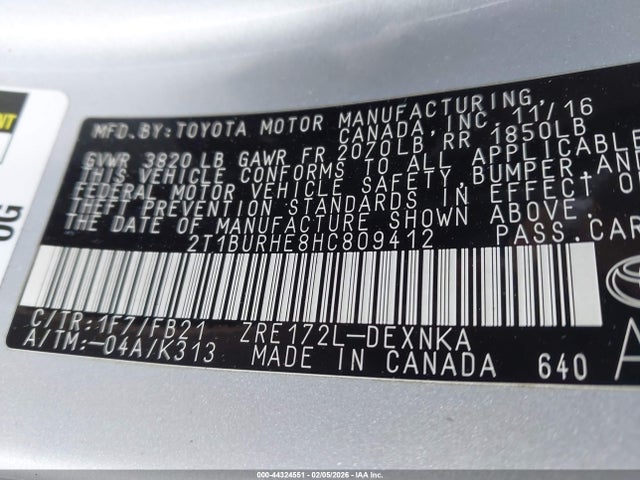 MFD.BY:TOYOTA MOTOR MANUFACTURING,
CANADA, INC. 11/16
GVWR 3820 LB GAWR FR 2070LB, RR 1850LB
THIS VEHICLE CONFORMS TO ALL APPLICABLE
FEDERAL MOTOR VEHICLE SAFETY, BUMPER AND
THEFT PREVENTION STANDARDS IN EFFECT ON
THE DATE OF MANUFACTURE SHOWN ABOVE.
2T1BURHE8HC809412 PASS.CAR
C/TR:1F7/FB21 ZRE172L-DEXNKA
A/TM:-04A/K313 MADE IN CANADA 640
OG
000-44324551 - 02/05/2026 - Copyright IAA, Inc.